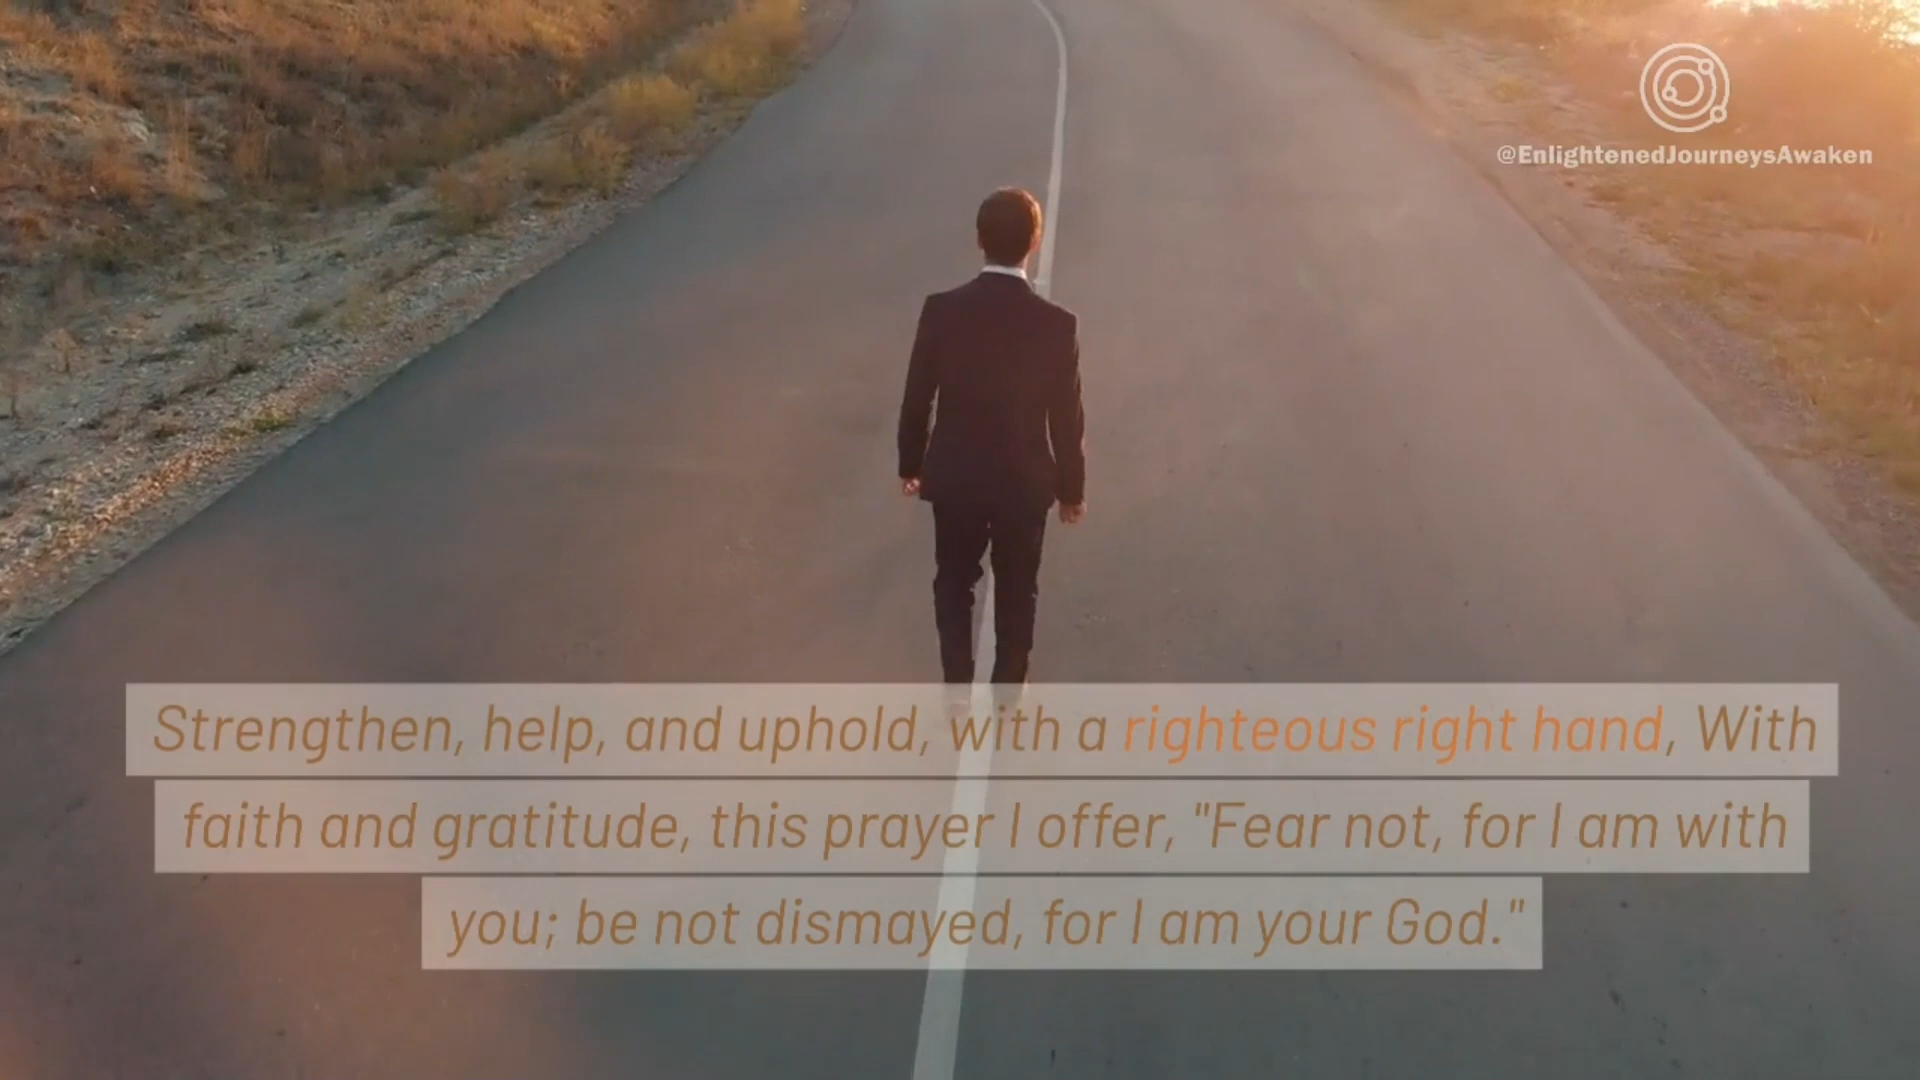 @EnlightenedJourneysAwaken
Strengthen, help, and uphold, with a righteous right hand, With
faith and gratitude, this prayer I offer, "Fear not, for I am with
you; be not dismayed, for I am your God."